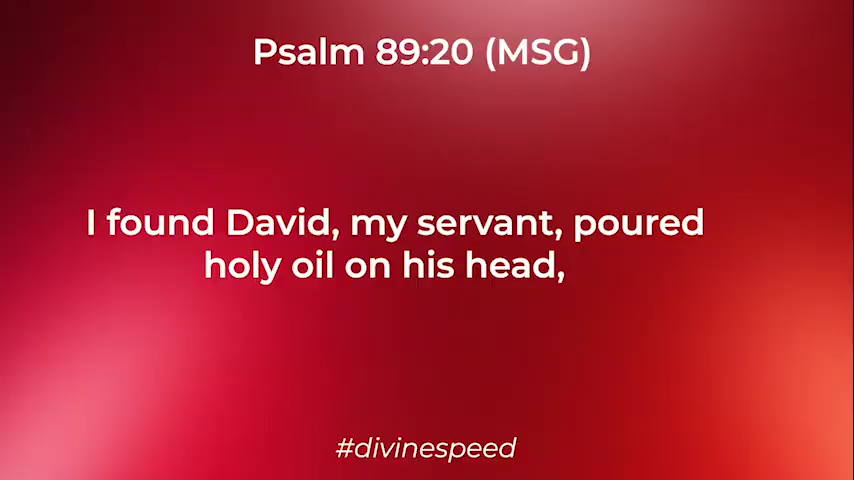 Psalm 89:20 (MSG)
I found David, my servant, poured
holy oil on his head,
#divinespeed